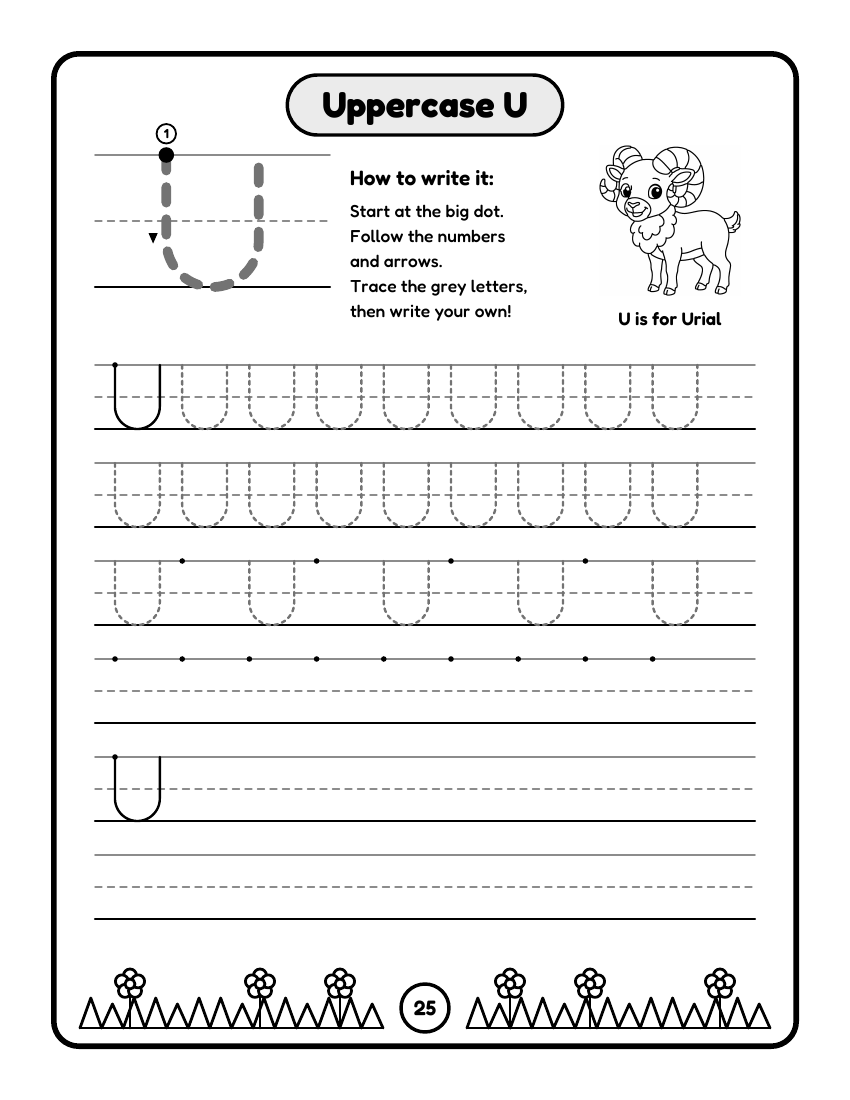 Uppercase U
1
How to write it:
Start at the big dot.
Follow the numbers
and arrows.
Trace the grey letters,
then write your own!
U is for Urial
U U U U U U U U
U U U U U U U U U
U U U U U
U
25